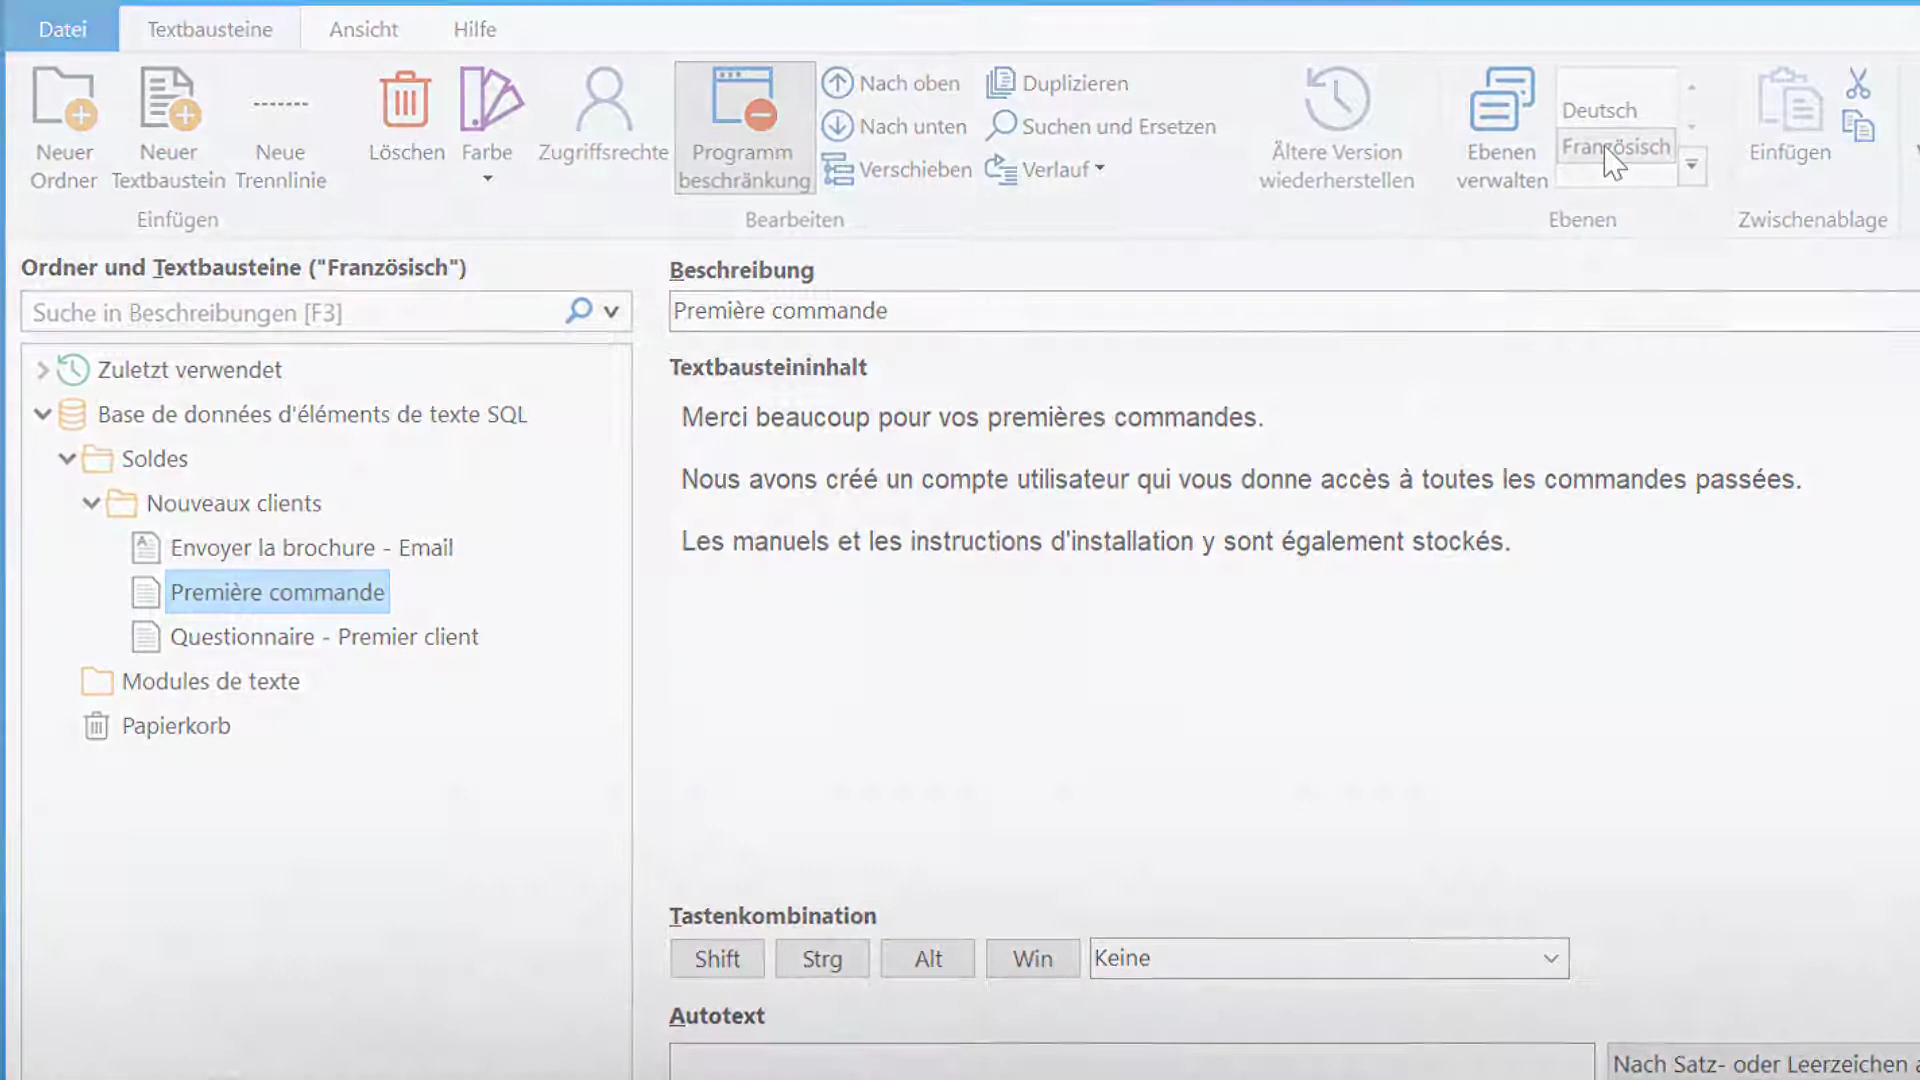 Datei Textbausteine Ansicht Hilfe
Neuer Ordner
Neuer Textbaustein
Neue Trennlinie
Einfügen
Löschen
Farbe
Zugriffsrechte
Programm beschränkung
Nach oben
Nach unten
Verschieben
Duplizieren
Suchen und Ersetzen
Verlauf
Bearbeiten
Ältere Version wiederherstellen
Ebenen verwalten
Deutsch
Französisch
Ebenen
Einfügen
Zwischenablage
Ordner und Textbausteine ("Französisch")
Suche in Beschreibungen [F3]
Zuletzt verwendet
Base de données d'éléments de texte SQL
Soldes
Nouveaux clients
Envoyer la brochure - Email
Première commande
Questionnaire - Premier client
Modules de texte
Papierkorb
Beschreibung
Première commande
Textbausteininhalt
Merci beaucoup pour vos premières commandes.
Nous avons créé un compte utilisateur qui vous donne accès à toutes les commandes passées.
Les manuels et les instructions d'installation y sont également stockés.
Tastenkombination
Shift Strg Alt Win Keine
Autotext
Nach Satz- oder Leerzeichen